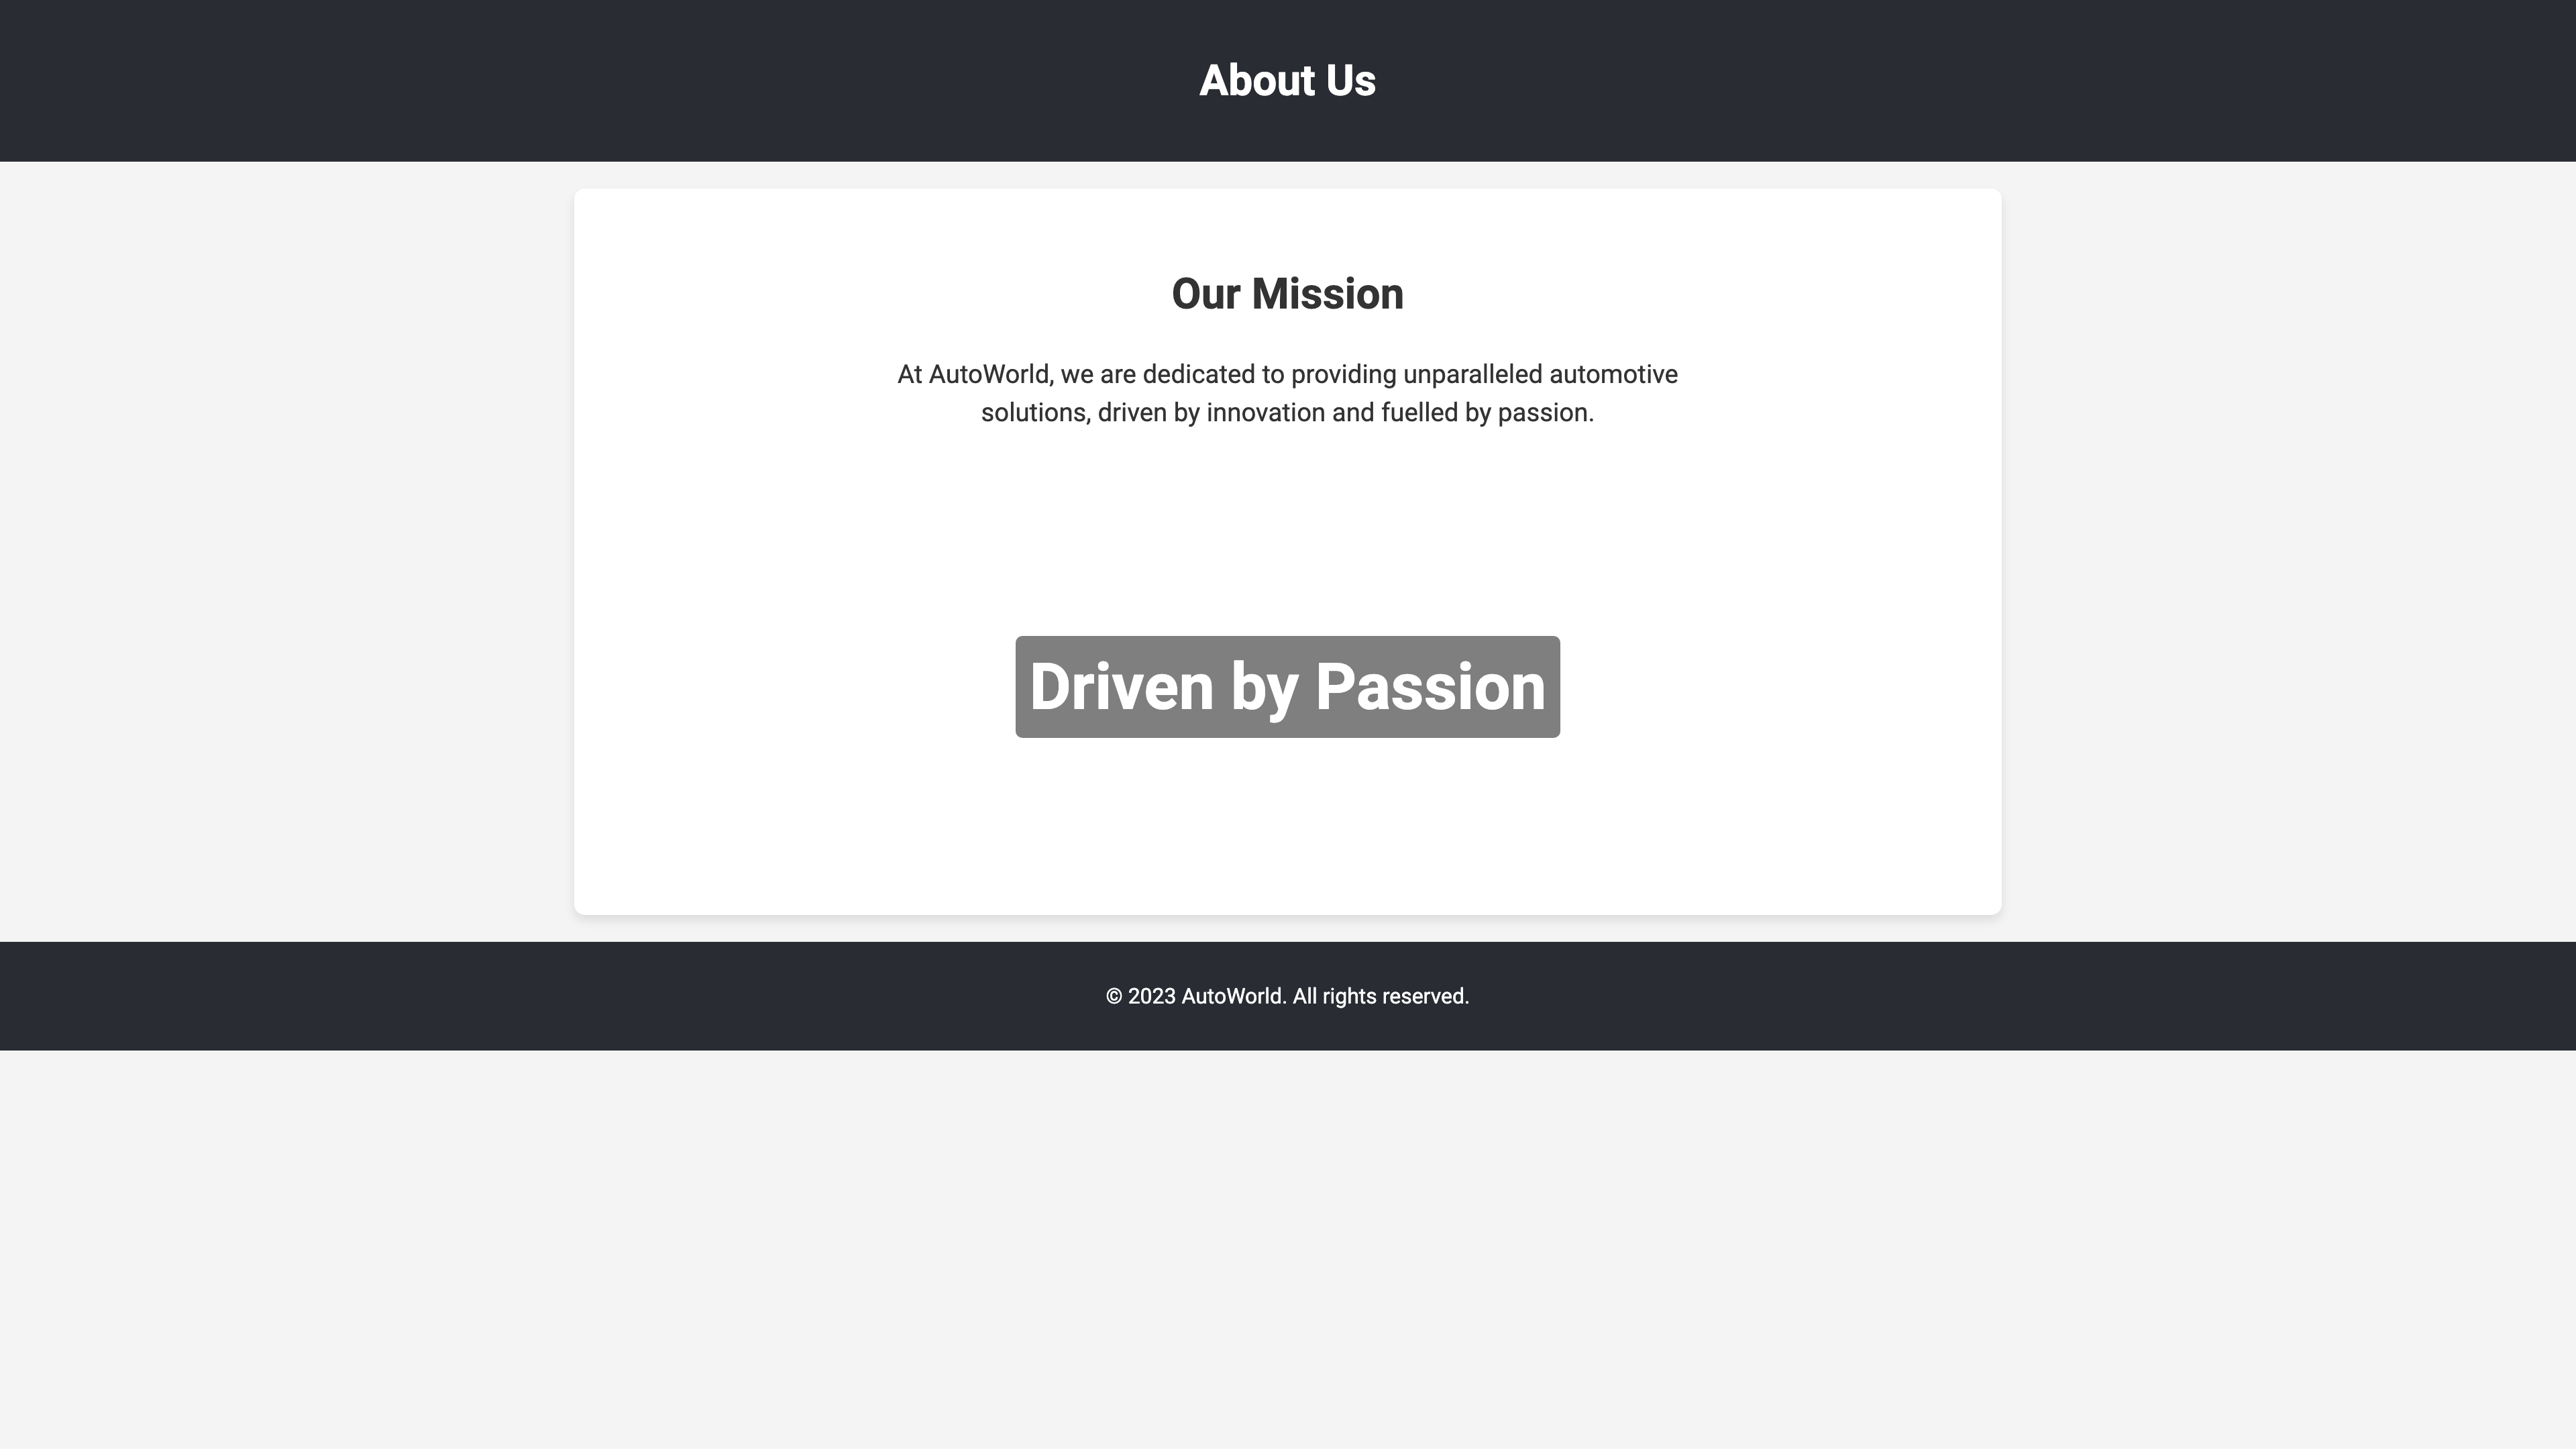 About Us
Our Mission
At AutoWorld, we are dedicated to providing unparalleled automotive
solutions, driven by innovation and fuelled by passion.
Driven by Passion
© 2023 AutoWorld. All rights reserved.